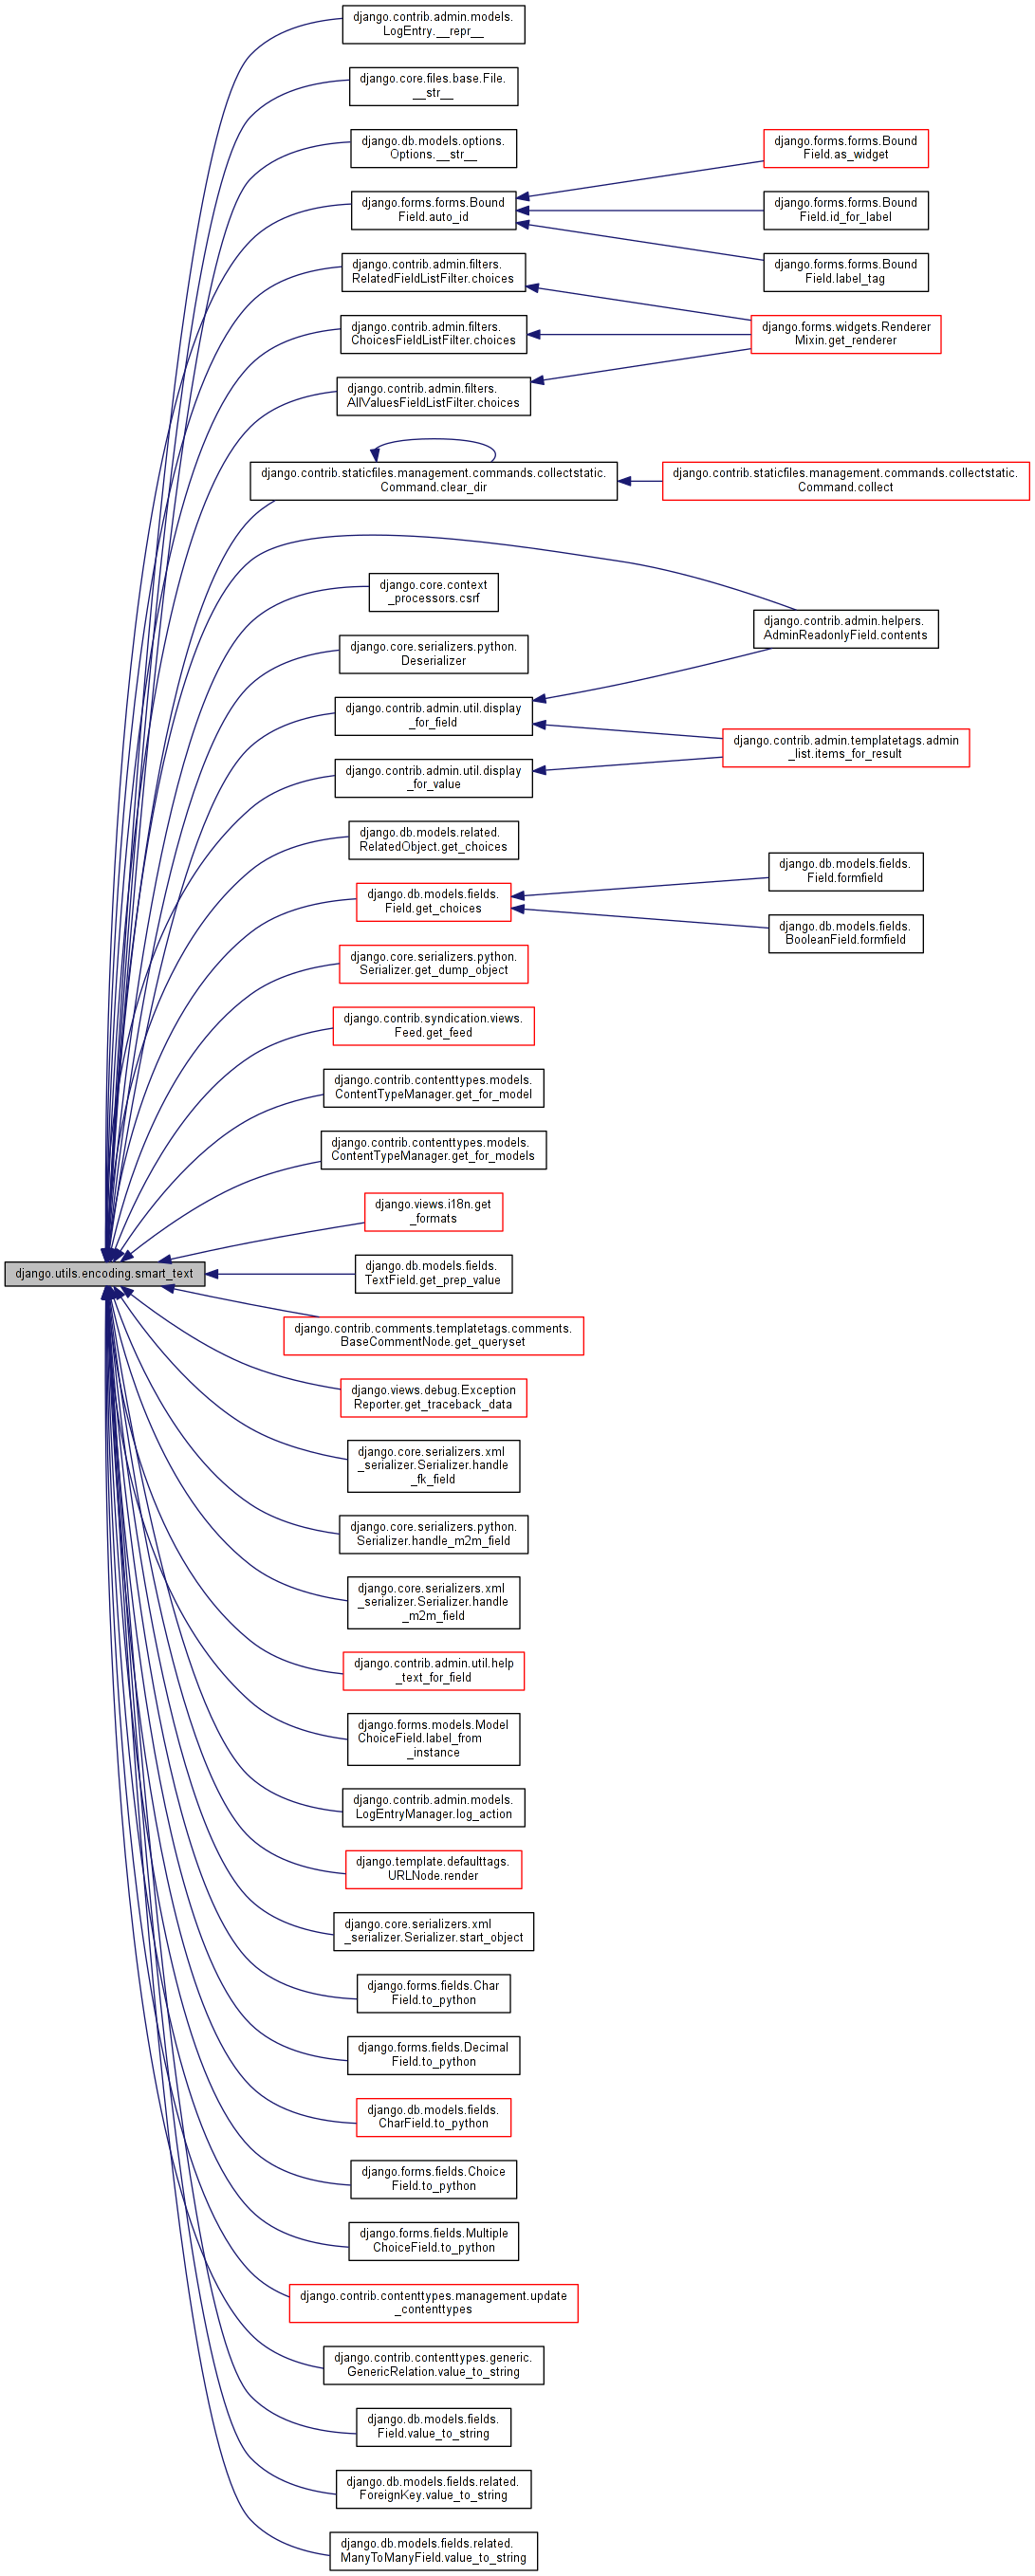 django.contrib.admin.models.
LogEntry.__repr__
django.core.files.base.File.
__str__
django.db.models.options.
Options.__str__
django.forms.forms.Bound
Field.auto_id
django.forms.forms.Bound
Field.as_widget
django.forms.forms.Bound
Field.id_for_label
django.forms.forms.Bound
Field.label_tag
django.contrib.admin.filters.
RelatedFieldListFilter.choices
django.contrib.admin.filters.
ChoicesFieldListFilter.choices
django.forms.widgets.Renderer
Mixin.get_renderer
django.contrib.admin.filters.
AllValuesFieldListFilter.choices
django.contrib.staticfiles.management.commands.collectstatic.
Command.clear_dir
django.contrib.staticfiles.management.commands.collectstatic.
Command.collect
django.core.context
_processors.csrf
django.contrib.admin.helpers.
AdminReadonlyField.contents
django.core.serializers.python.
Deserializer
django.contrib.admin.util.display
_for_field
django.contrib.admin.templatetags.admin
_list.items_for_result
django.contrib.admin.util.display
_for_value
django.db.models.related.
RelatedObject.get_choices
django.db.models.fields.
Field.get_choices
django.db.models.fields.
Field.formfield
django.db.models.fields.
BooleanField.formfield
django.core.serializers.python.
Serializer.get_dump_object
django.contrib.syndication.views.
Feed.get_feed
django.contrib.contenttypes.models.
ContentTypeManager.get_for_model
django.contrib.contenttypes.models.
ContentTypeManager.get_for_models
django.views.i18n.get
_formats
django.utils.encoding.smart_text
django.db.models.fields.
TextField.get_prep_value
django.contrib.comments.templatetags.comments.
BaseCommentNode.get_queryset
django.views.debug.Exception
Reporter.get_traceback_data
django.core.serializers.xml
_serializer.Serializer.handle
_fk_field
django.core.serializers.python.
Serializer.handle_m2m_field
django.core.serializers.xml
_serializer.Serializer.handle
_m2m_field
django.contrib.admin.util.help
_text_for_field
django.forms.models.Model
ChoiceField.label_from
_instance
django.contrib.admin.models.
LogEntryManager.log_action
django.template.defaulttags.
URLNode.render
django.core.serializers.xml
_serializer.Serializer.start_object
django.forms.fields.Char
Field.to_python
django.forms.fields.Decimal
Field.to_python
django.db.models.fields.
CharField.to_python
django.forms.fields.Choice
Field.to_python
django.forms.fields.Multiple
ChoiceField.to_python
django.contrib.contenttypes.management.update
_contenttypes
django.contrib.contenttypes.generic.
GenericRelation.value_to_string
django.db.models.fields.
Field.value_to_string
django.db.models.fields.related.
ForeignKey.value_to_string
django.db.models.fields.related.
ManyToManyField.value_to_string